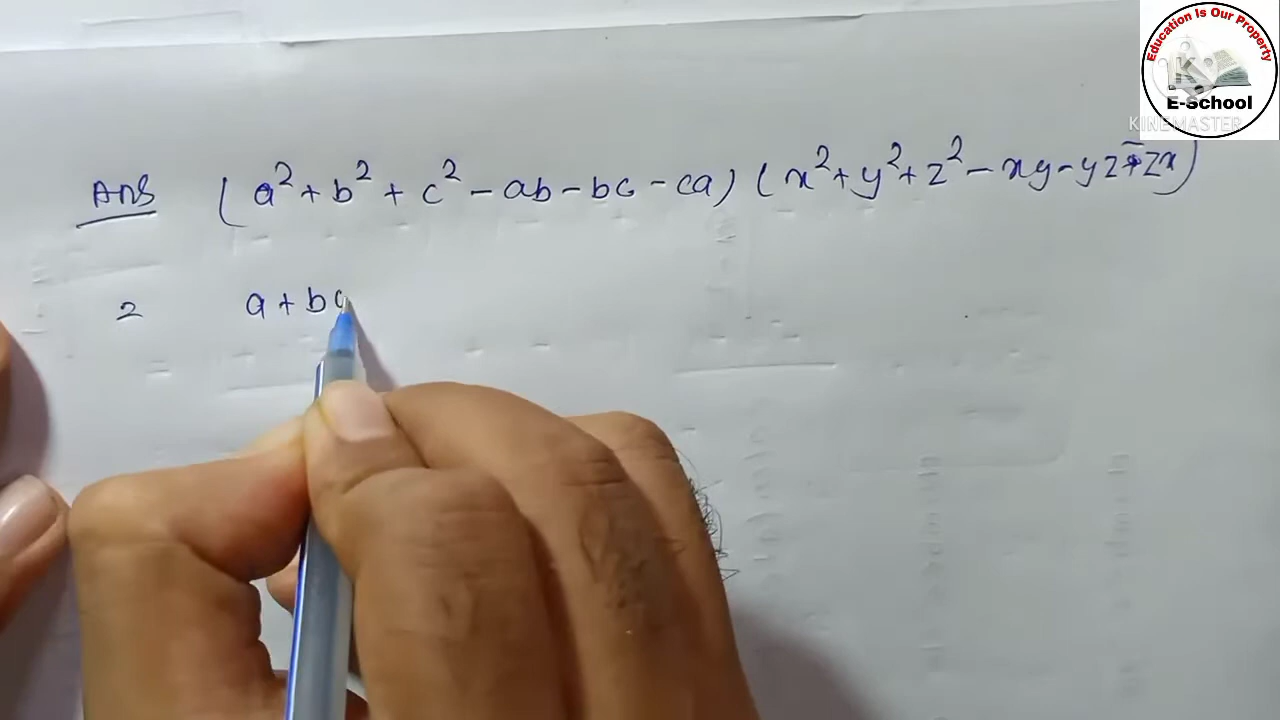 Education Is Our Property
K
E-School
KINEMASTER
Ans (a² + b² + c² - ab - bc - ca) (x² + y² + z² - xy - yz - zx)
2 a + bc